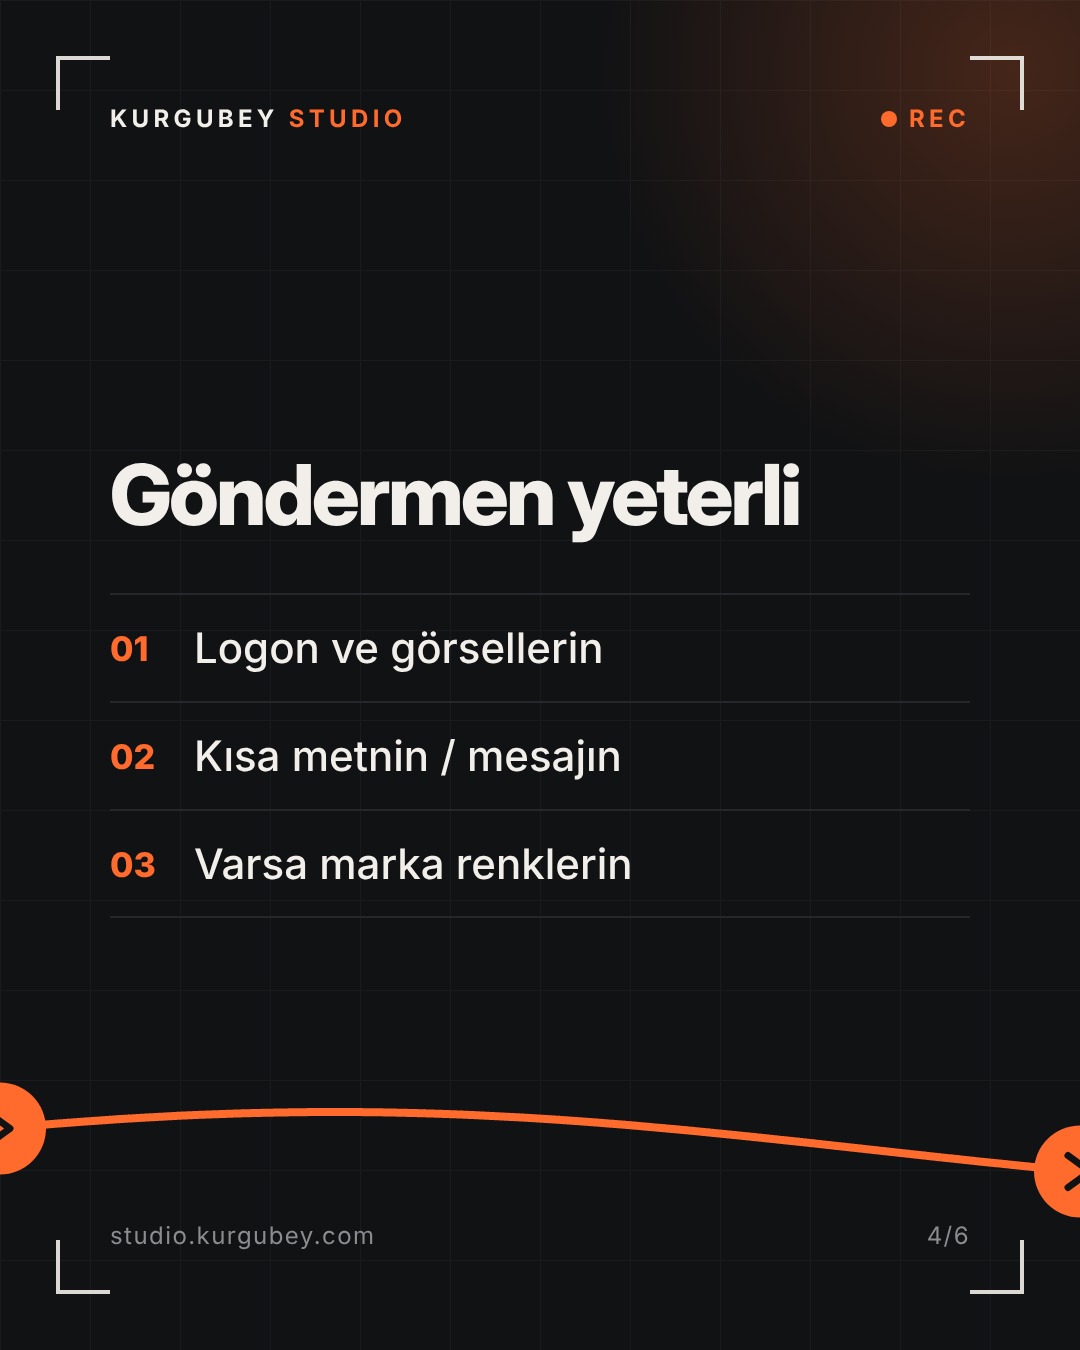 KURGUBEY STUDIO
REC
Göndermen yeterli
01 Logon ve görsellerin
02 Kısa metnin / mesajın
03 Varsa marka renklerin
studio.kurgubey.com
4/6